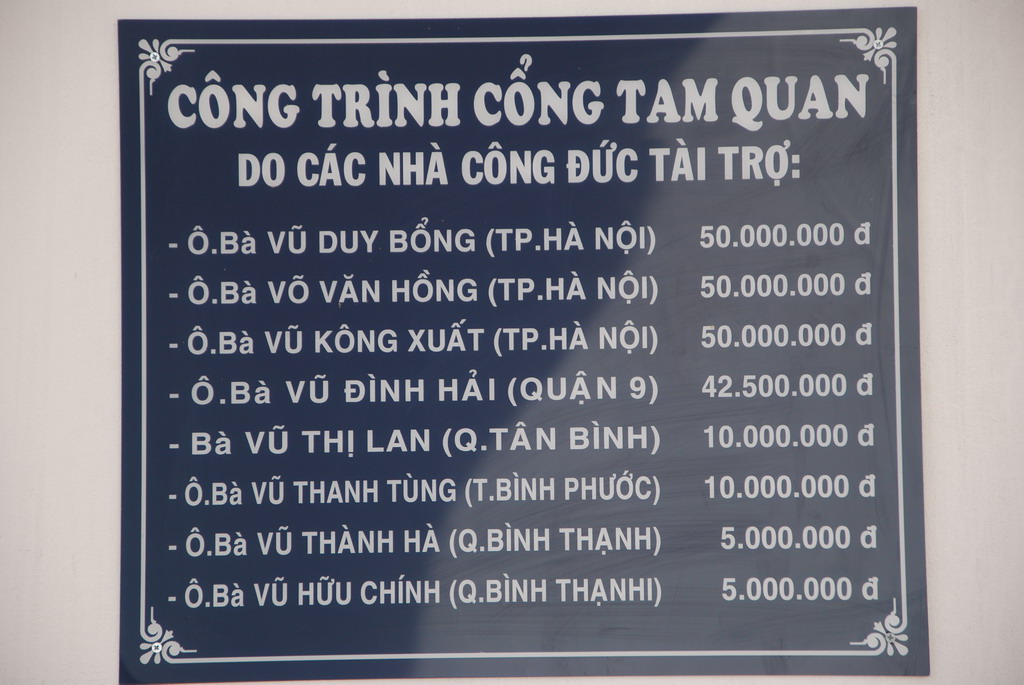 CÔNG TRÌNH CỔNG TAM QUAN
DO CÁC NHÀ CÔNG ĐỨC TÀI TRỢ:
- Ô.Bà VŨ DUY BỔNG (TP.HÀ NỘI) 50.000.000 đ
- Ô.Bà VÕ VĂN HỒNG (TP.HÀ NỘI) 50.000.000 đ
- Ô.Bà VŨ KÔNG XUẤT (TP.HÀ NỘI) 50.000.000 đ
- Ô.Bà VŨ ĐÌNH HẢI (QUẬN 9) 42.500.000 đ
- Bà VŨ THỊ LAN (Q.TÂN BÌNH) 10.000.000 đ
- Ô.Bà VŨ THANH TÙNG (T.BÌNH PHƯỚC) 10.000.000 đ
- Ô.Bà VŨ THÀNH HÀ (Q.BÌNH THẠNH) 5.000.000 đ
- Ô.Bà VŨ HỮU CHÍNH (Q.BÌNH THẠNHI) 5.000.000 đ